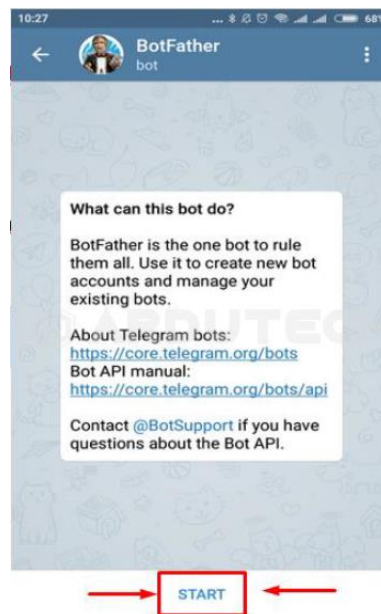 10:27
... 68%
BotFather
bot
What can this bot do?
BotFather is the one bot to rule
them all. Use it to create new bot
accounts and manage your
existing bots.
About Telegram bots:
https://core.telegram.org/bots
Bot API manual:
https://core.telegram.org/bots/api
Contact @BotSupport if you have
questions about the Bot API.
START